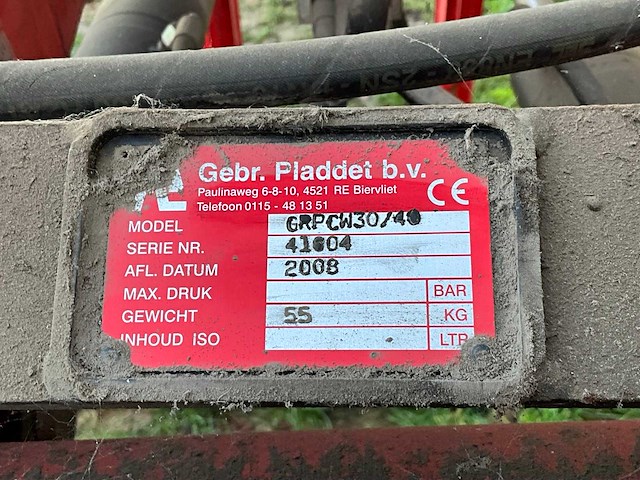 Gebr. Pladdet b.v.
Paulinaweg 6-8-10, 4521 RE Biervliet
Telefoon 0115 - 48 13 51
CE
MODEL GRPCW30/40
SERIE NR. 41604
AFL. DATUM 2008
MAX. DRUK BAR
GEWICHT 55 KG
INHOUD ISO LTR